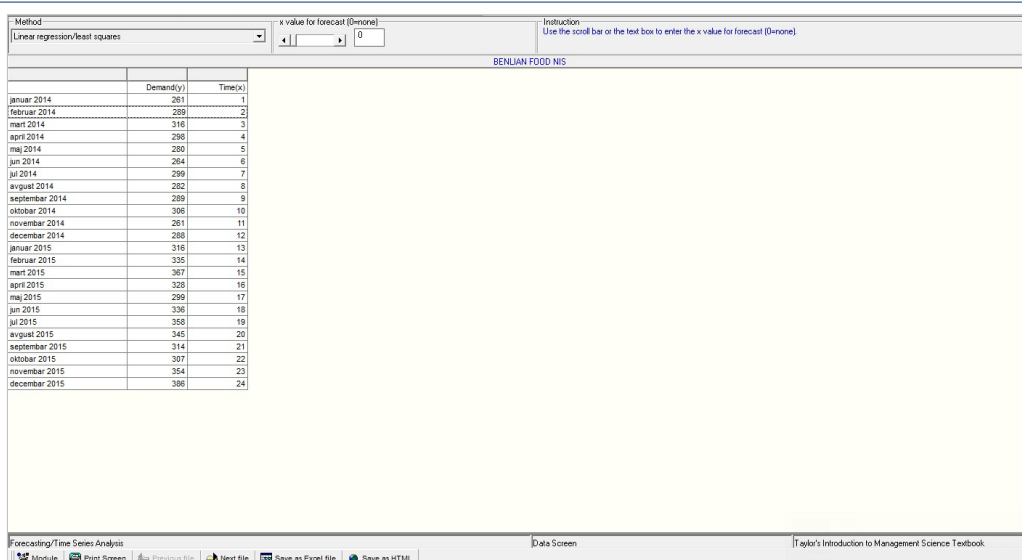 Method
x value for forecast (0=none)
Instruction
Linear regression/least squares
0
Use the scroll bar or the text box to enter the x value for forecast (0=none).
BENLIAN FOOD NIS
Demand(y) Time(x)
januar 2014 261 1
februar 2014 289 2
mart 2014 316 3
april 2014 298 4
maj 2014 280 5
jun 2014 264 6
jul 2014 299 7
avgust 2014 282 8
septembar 2014 289 9
oktobar 2014 306 10
novembar 2014 261 11
decembar 2014 288 12
januar 2015 316 13
februar 2015 335 14
mart 2015 367 15
april 2015 328 16
maj 2015 299 17
jun 2015 336 18
jul 2015 358 19
avgust 2015 345 20
septembar 2015 314 21
oktobar 2015 307 22
novembar 2015 354 23
decembar 2015 386 24
Forecasting/Time Series Analysis Data Screen Taylor's Introduction to Management Science Textbook
Module Print Screen Previous file Next file Save as Excel file Save as HTML